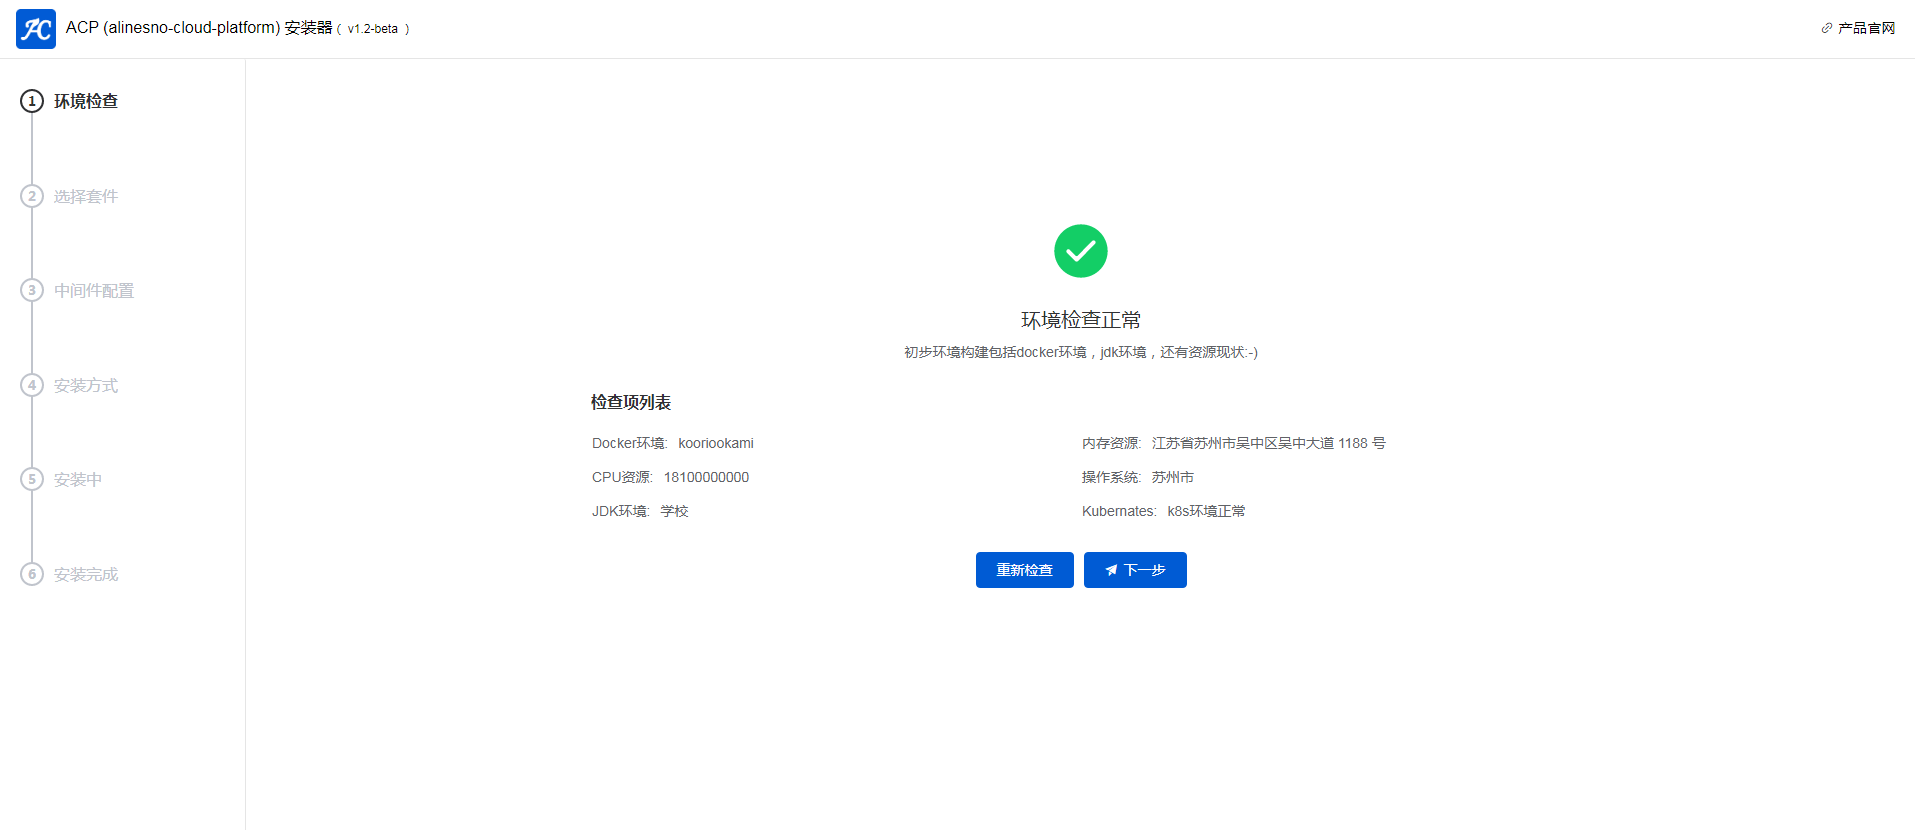 AC
ACP (alinesno-cloud-platform) 安装器 ( v1.2-beta )
产品官网
1 环境检查
2 选择套件
3 中间件配置
4 安装方式
5 安装中
6 安装完成
环境检查正常
初步环境构建包括docker环境，jdk环境，还有资源现状:-)
检查项列表
Docker环境: kooriookami
内存资源: 江苏省苏州市吴中区吴中大道 1188 号
CPU资源: 18100000000
操作系统: 苏州市
JDK环境: 学校
Kubernates: k8s环境正常
重新检查
下一步